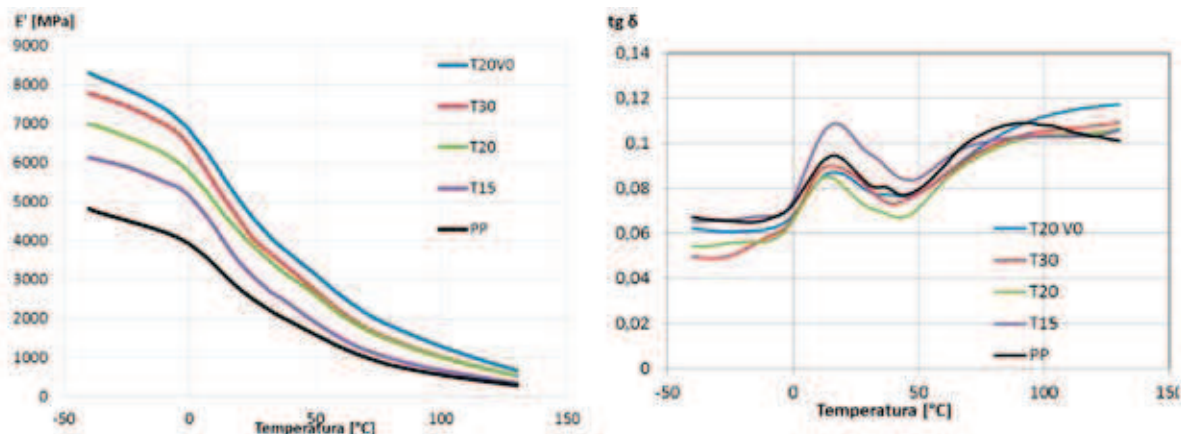 E' [MPa]
9000
8000
7000
6000
5000
4000
3000
2000
1000
0
-50
0
50
100
150
Temperatura [°C]
T20V0
T30
T20
T15
PP
tg δ
0,14
0,12
0,1
0,08
0,06
0,04
0,02
0
-50
0
50
100
150
Temperatura [°C]
T20 V0
T30
T20
T15
PP